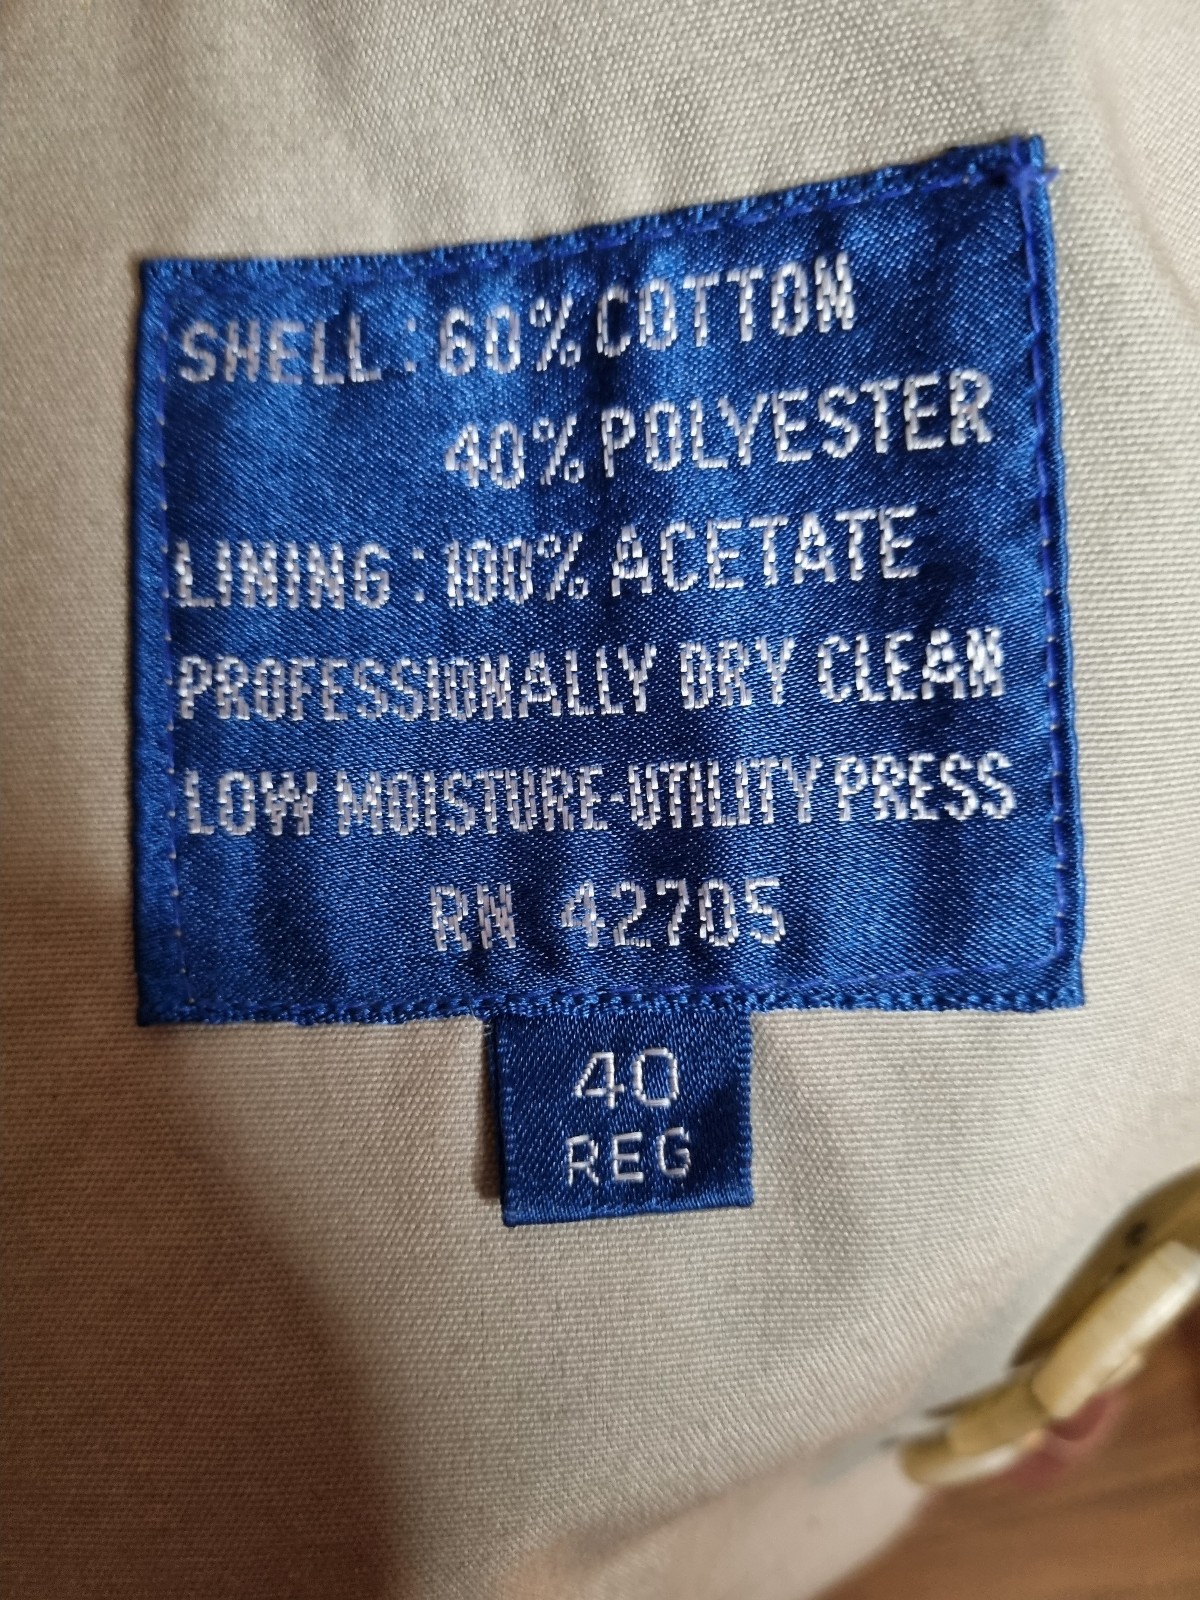 SHELL : 60% COTTON
40% POLYESTER
LINING : 100% ACETATE
PROFESSIONALLY DRY CLEAN
LOW MOISTURE-UTILITY PRESS
RN 42705
40
REG